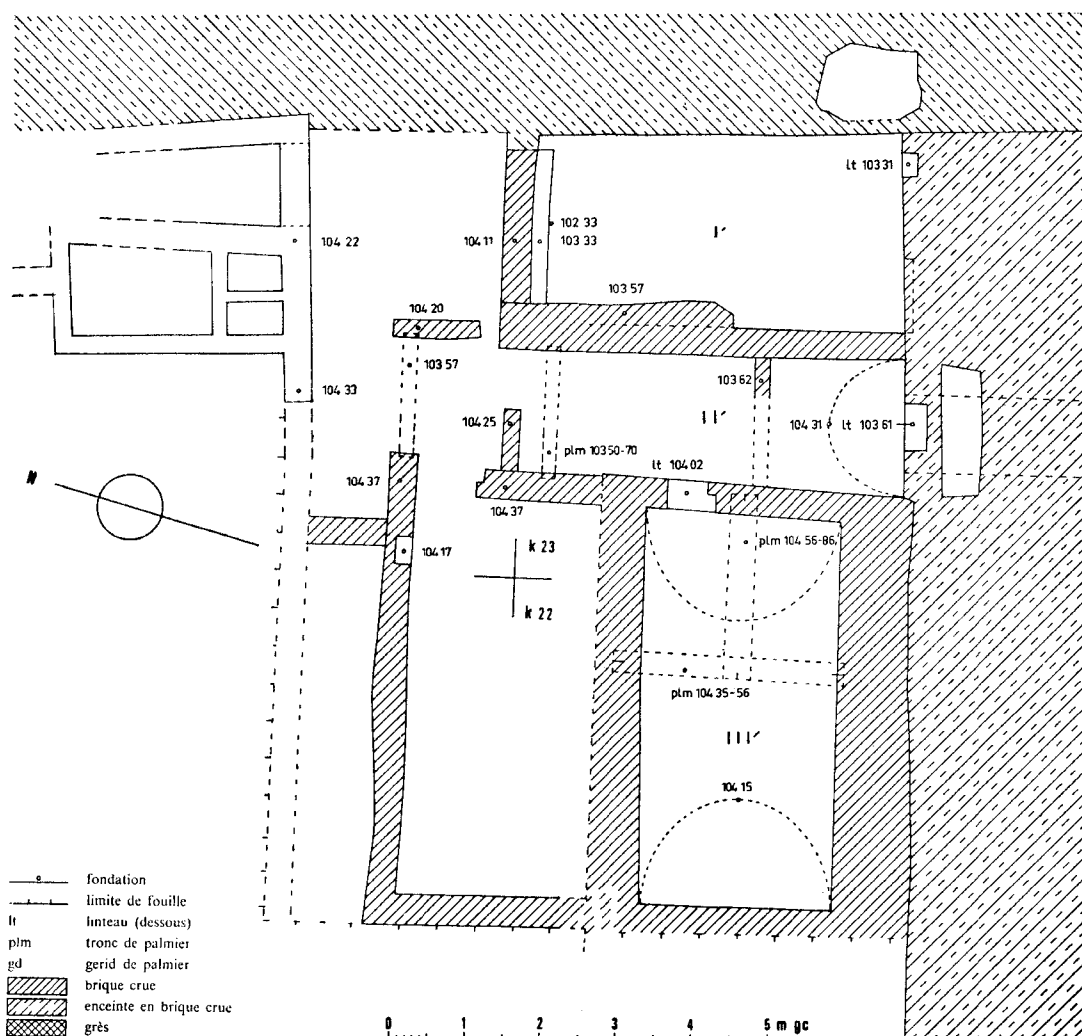 lt 103 31
102 33
104 22
104 11
103 33
I'
103 57
104 20
103 57
103 62
104 33
104 25
II'
104 31
lt 103 61
plm 103 50-70
lt 104 02
N
104 37
104 37
plm 104 56-86
k 23
104 17
k 22
plm 104 35-56
III'
104 15
fondation
limite de fouille
lt linteau (dessous)
plm tronc de palmier
gd gerid de palmier
brique crue
enceinte en brique crue
grès
0 1 2 3 4 5 m gc